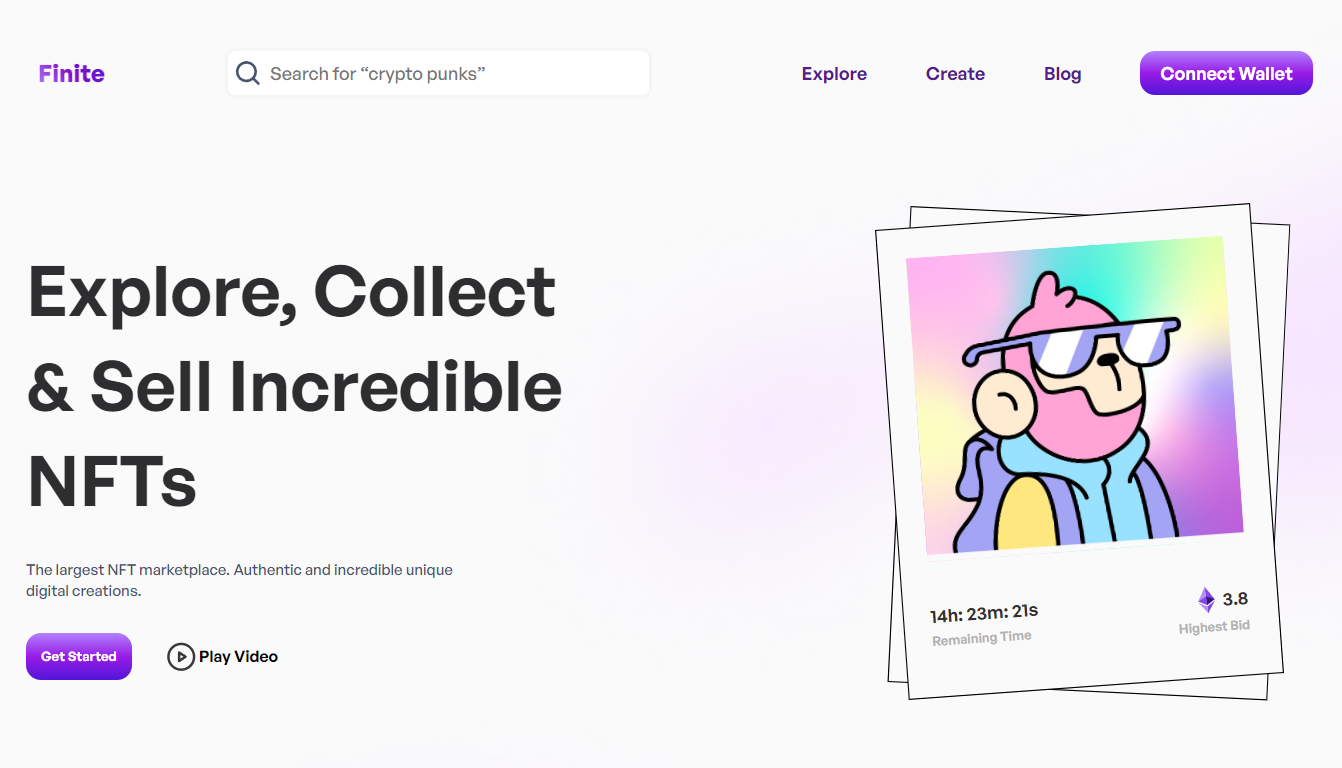 Finite
Search for “crypto punks”
Explore
Create
Blog
Connect Wallet
Explore, Collect
& Sell Incredible
NFTs
The largest NFT marketplace. Authentic and incredible unique
digital creations.
Get Started
Play Video
14h: 23m: 21s
Remaining Time
3.8
Highest Bid